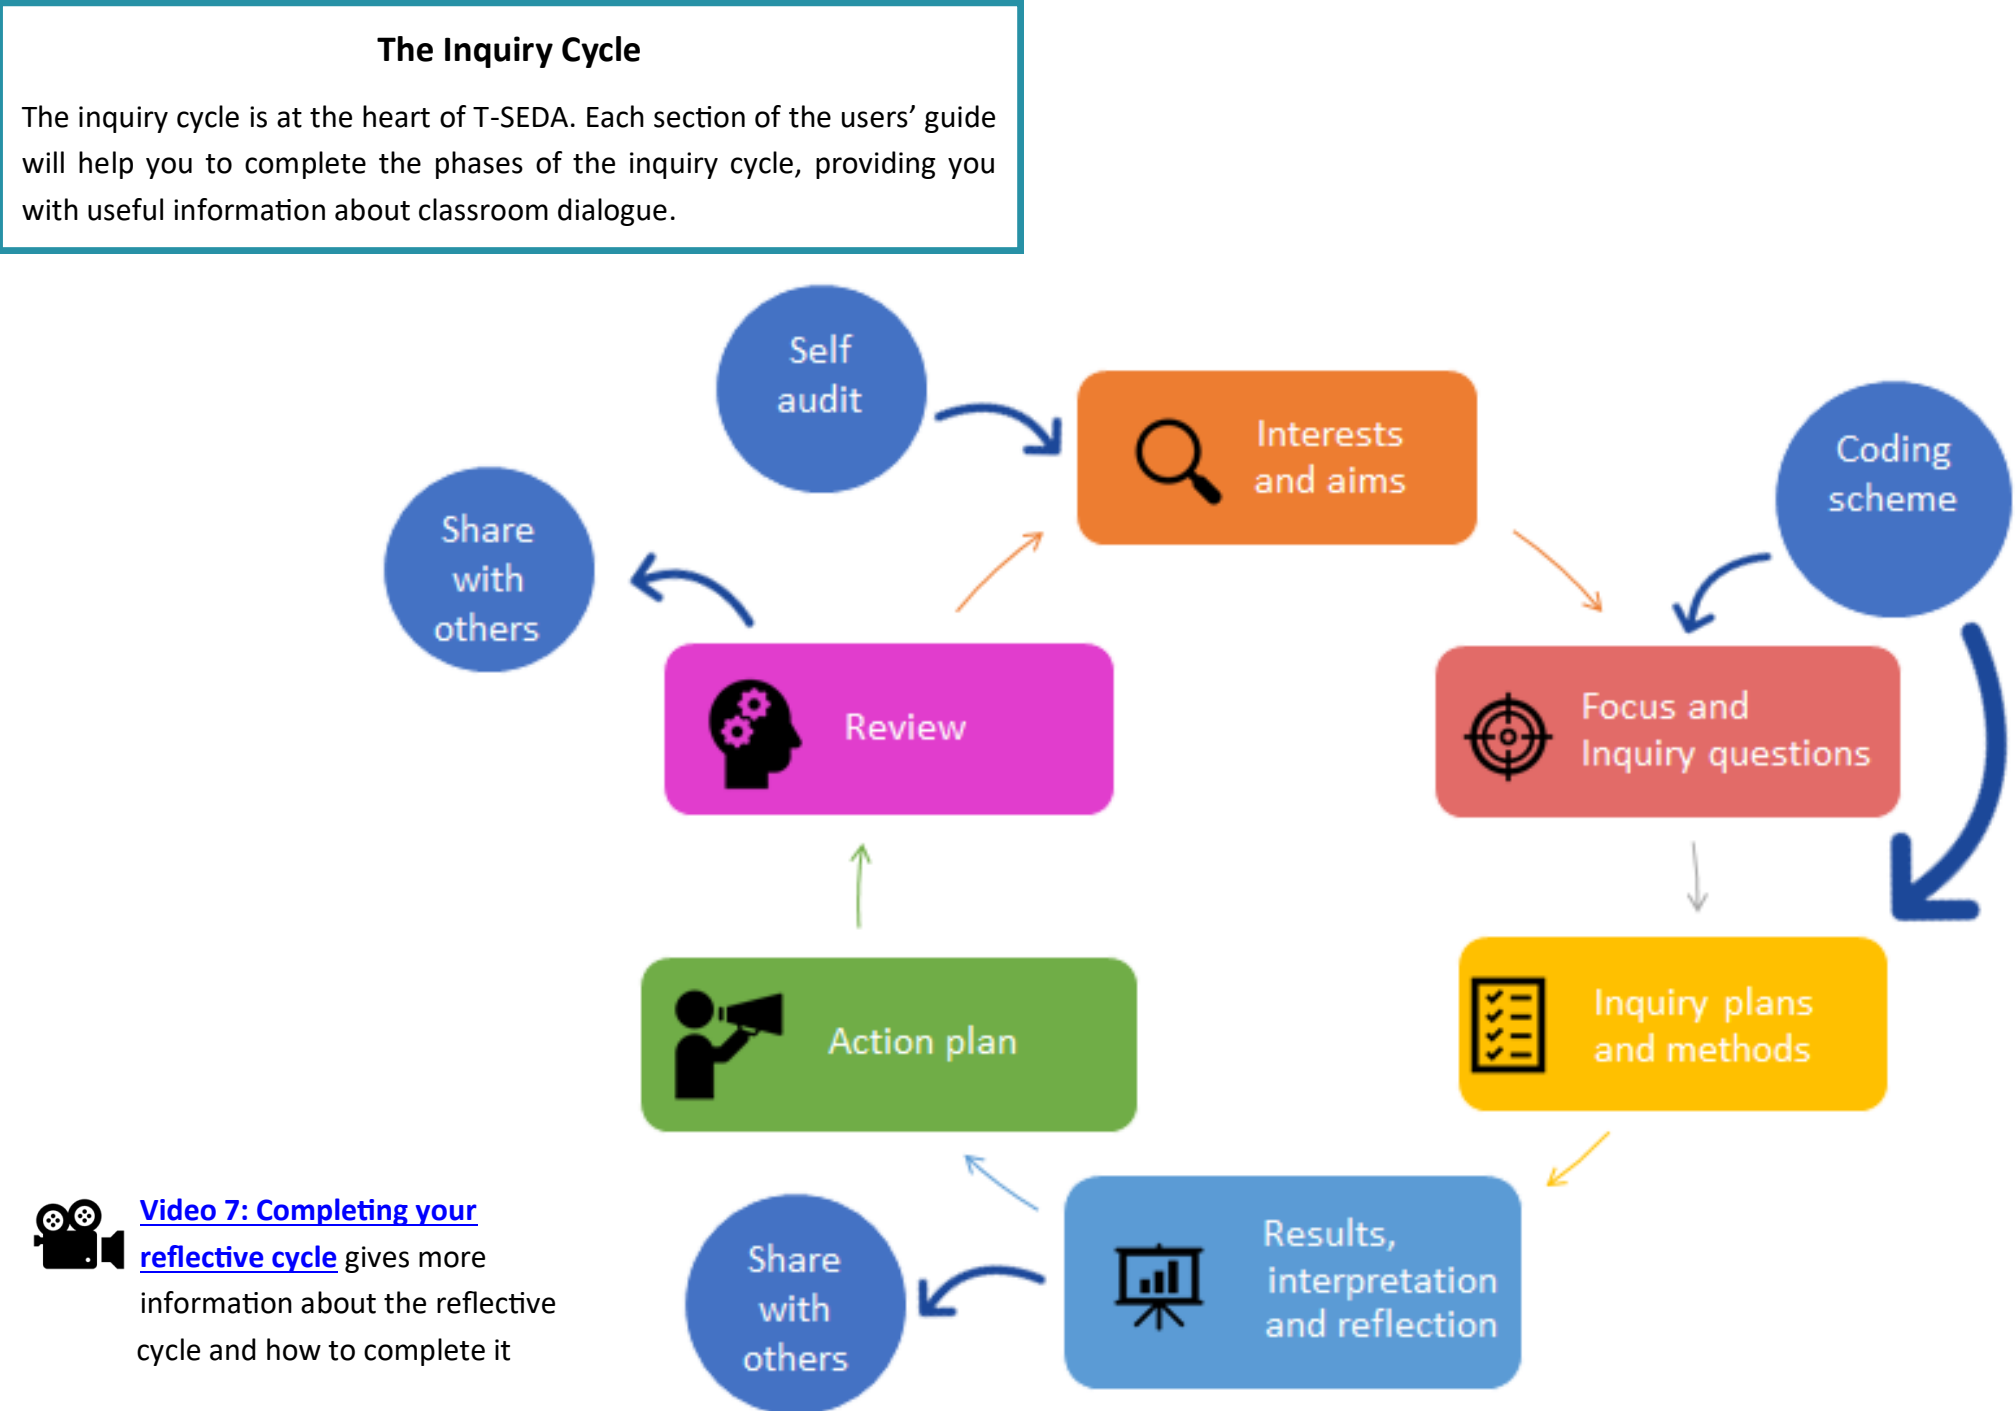 The Inquiry Cycle
The inquiry cycle is at the heart of T-SEDA. Each section of the users’ guide
will help you to complete the phases of the inquiry cycle, providing you
with useful information about classroom dialogue.
Self
audit
Interests
and aims
Coding
scheme
Share
with
others
Review
Focus and
Inquiry questions
Action plan
Inquiry plans
and methods
Results,
interpretation
and reflection
Share
with
others
Video 7: Completing your
reflective cycle gives more
information about the reflective
cycle and how to complete it